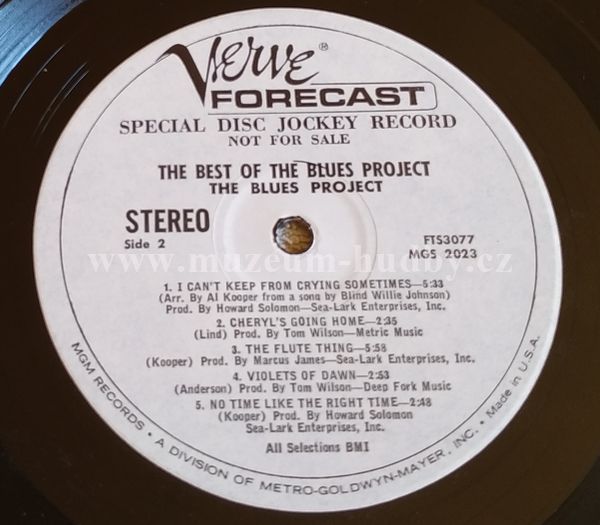 Verve®
FORECAST
SPECIAL DISC JOCKEY RECORD
NOT FOR SALE
THE BEST OF THE BLUES PROJECT
THE BLUES PROJECT
STEREO
Side 2
FTS3077
MGS 2023
www.muzeum-hudby.cz
1. I CAN'T KEEP FROM CRYING SOMETIMES—5:33
(Arr. By Al Kooper from a song by Blind Willie Johnson)
Prod. By Howard Solomon—Sea-Lark Enterprises, Inc.
2. CHERYL'S GOING HOME—2:35
(Lind) Prod. By Tom Wilson—Metric Music
3. THE FLUTE THING—5:58
(Kooper) Prod. By Marcus James—Sea-Lark Enterprises, Inc.
4. VIOLETS OF DAWN—2:53
(Anderson) Prod. By Tom Wilson—Deep Fork Music
5. NO TIME LIKE THE RIGHT TIME—2:48
(Kooper) Prod. By Howard Solomon
Sea-Lark Enterprises, Inc.
All Selections BMI
MGM RECORDS • A DIVISION OF METRO-GOLDWYN-MAYER, INC. • Made in U.S.A.